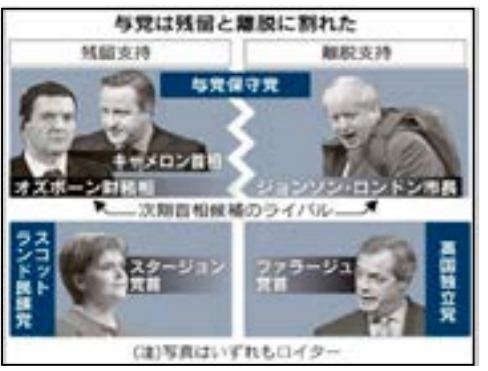 与党は残留と離脱に割れた
残留支持
離脱支持
与党保守党
キャメロン首相
オズボーン財務相
ジョンソン・ロンドン市長
次期首相候補のライバル
スコットランド民族党
スタージョン党首
ファラージュ党首
英国独立党
(注)写真はいずれもロイター